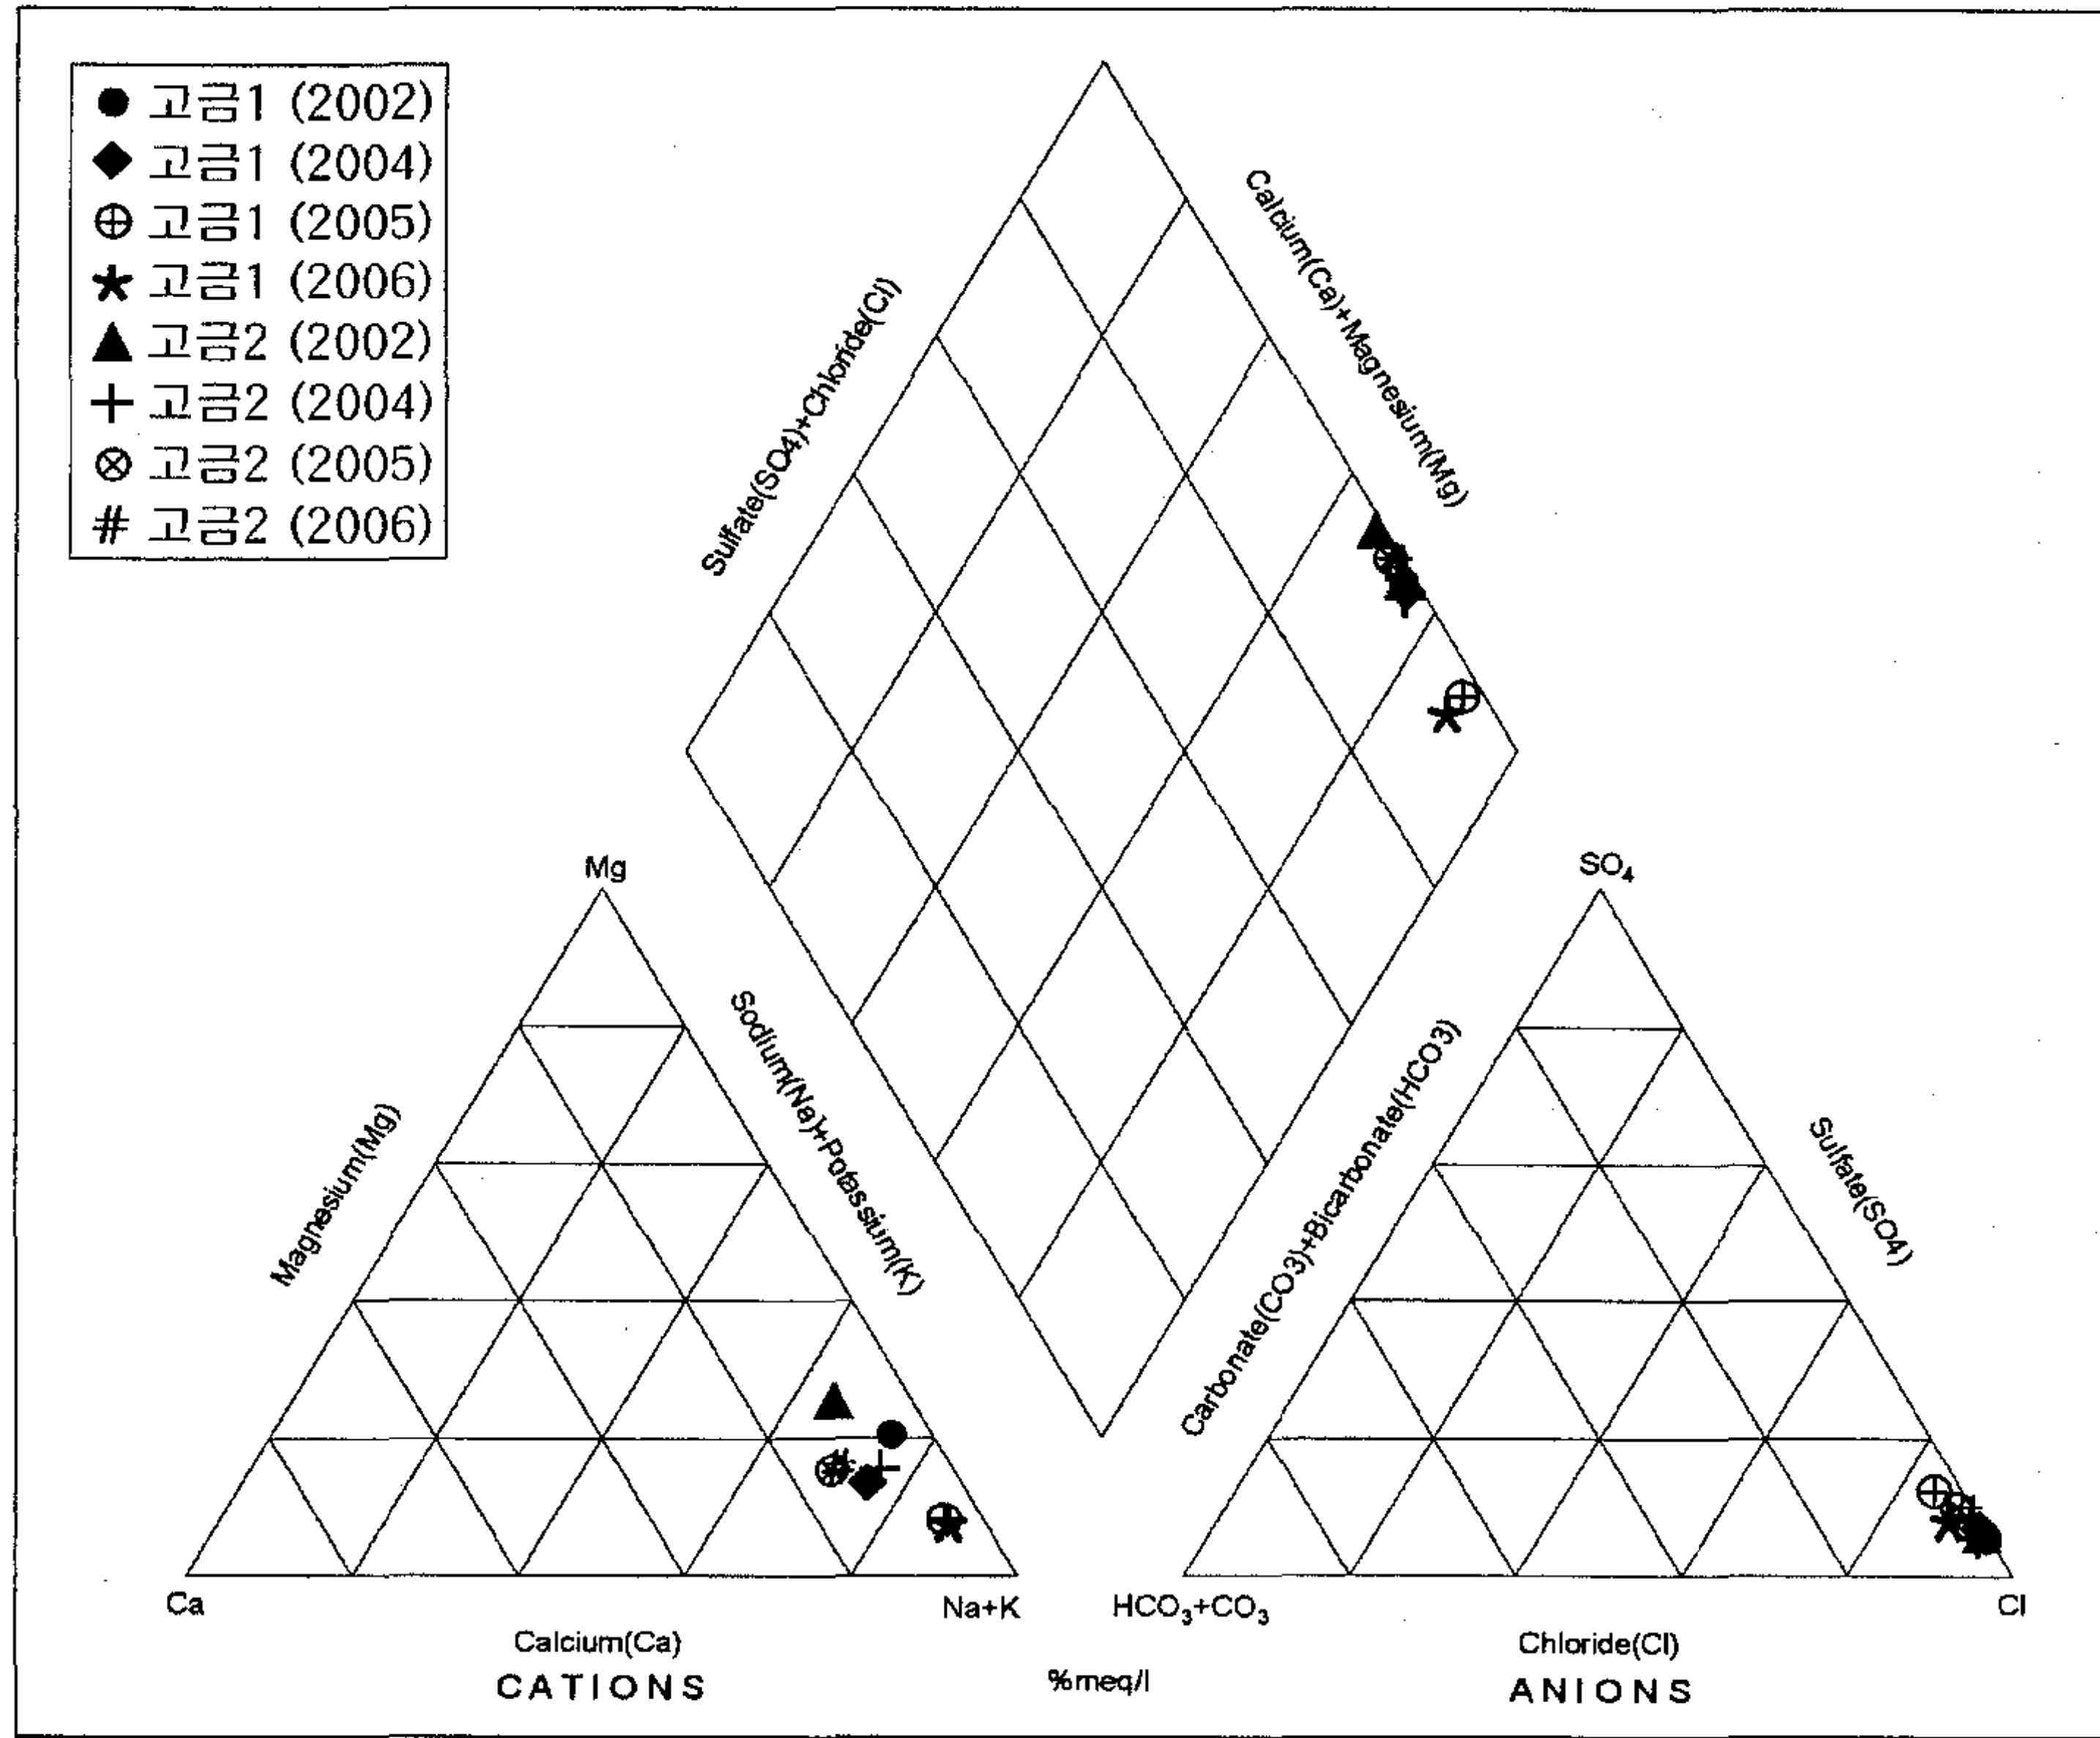 ● 고금1 (2002)
◆ 고금1 (2004)
⊕ 고금1 (2005)
★ 고금1 (2006)
▲ 고금2 (2002)
+ 고금2 (2004)
⊗ 고금2 (2005)
# 고금2 (2006)
Sulfate(SO4)+Chloride(Cl)
Calcium(Ca)+Magnesium(Mg)
Mg
SO₄
Magnesium(Mg)
Sodium(Na)+Potassium(K)
Carbonate(CO3)+Bicarbonate(HCO3)
Sulfate(SO4)
Ca
Na+K
HCO₃+CO₃
Cl
Calcium(Ca)
Chloride(Cl)
CATIONS
%meq/l
ANIONS